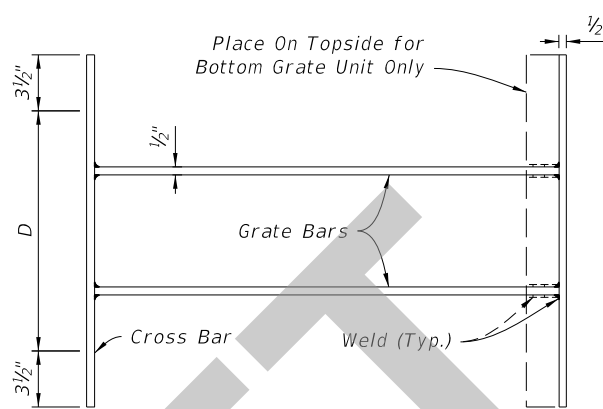 ½
Place On Topside for
Bottom Grate Unit Only
3½"
½"
D
Grate Bars
Cross Bar
Weld (Typ.)
3½"